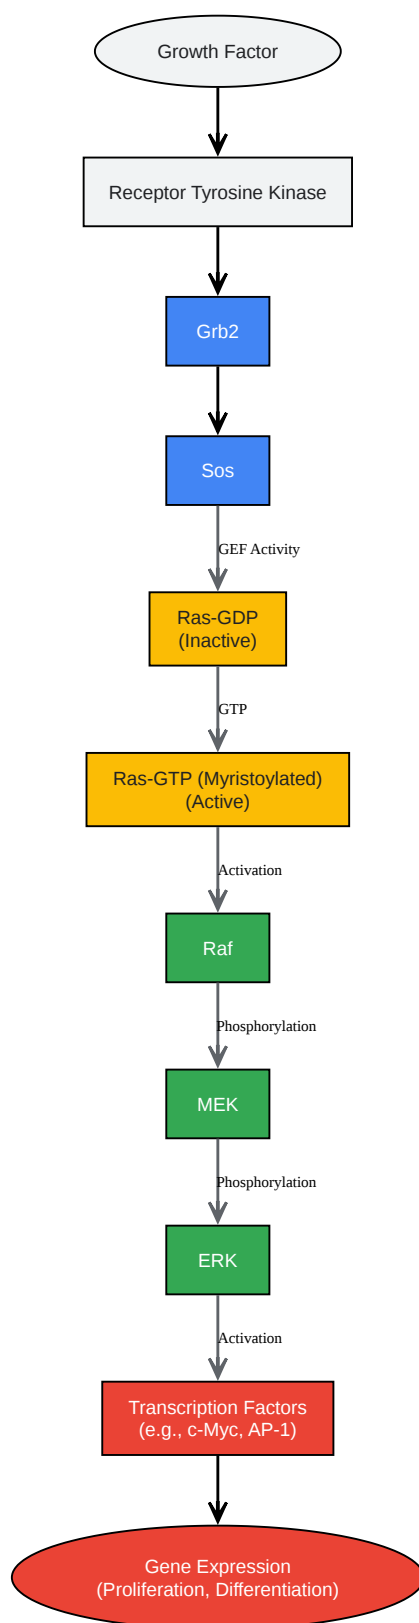 Growth Factor
Receptor Tyrosine Kinase
Grb2
Sos
GEF Activity
Ras-GDP
(Inactive)
GTP
Ras-GTP (Myristoylated)
(Active)
Activation
Raf
Phosphorylation
MEK
Phosphorylation
ERK
Activation
Transcription Factors
(e.g., c-Myc, AP-1)
Gene Expression
(Proliferation, Differentiation)